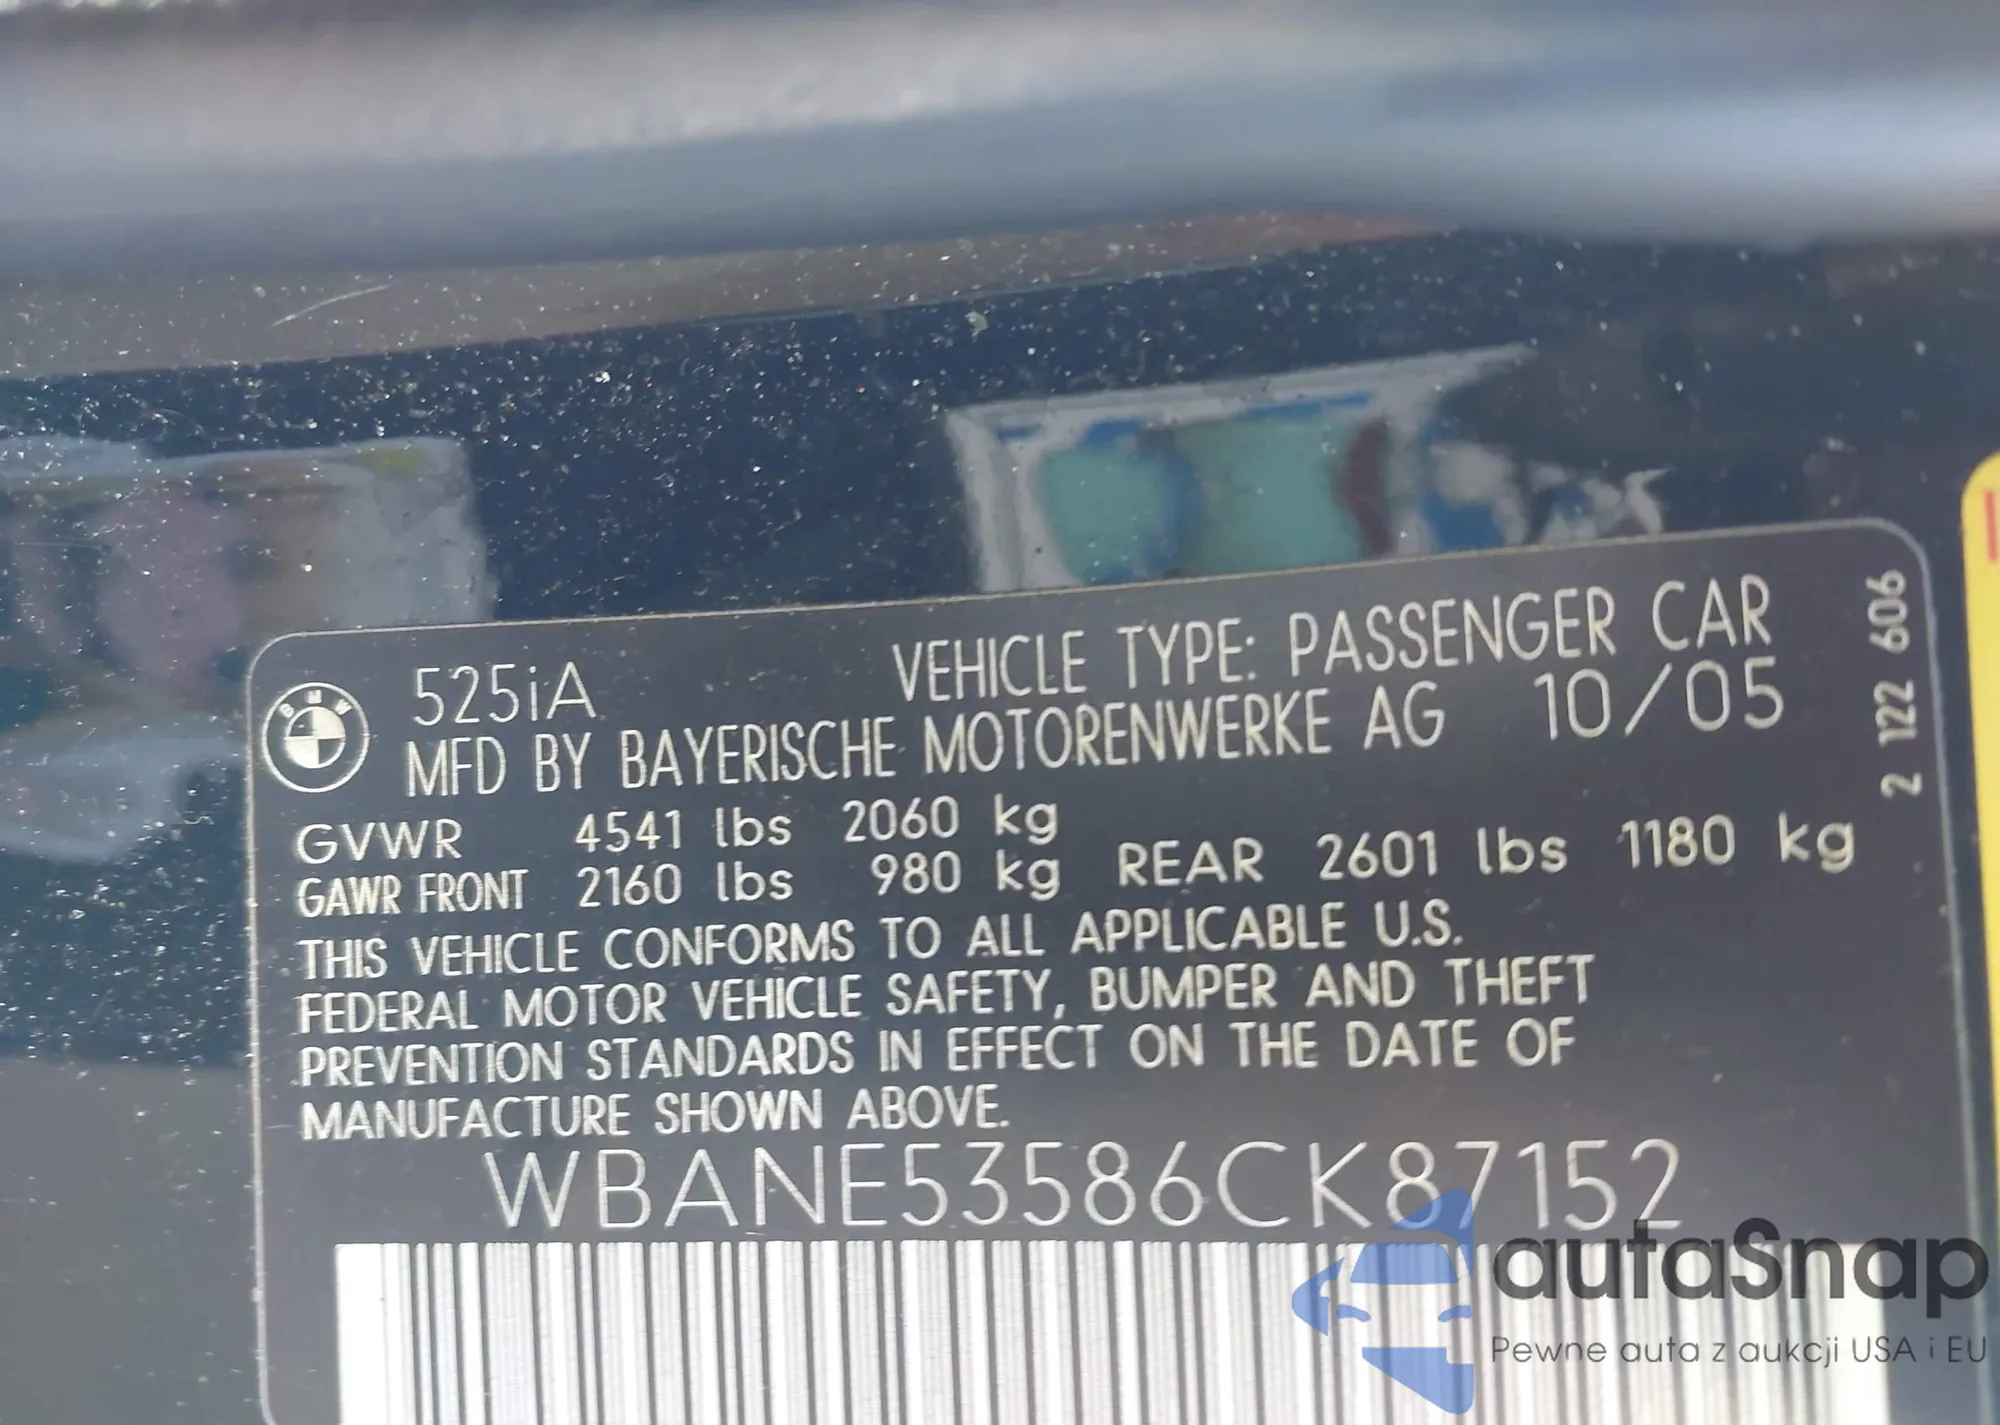 BMW
525iA VEHICLE TYPE: PASSENGER CAR
MFD BY BAYERISCHE MOTORENWERKE AG 10/05
GVWR 4541 lbs 2060 kg
GAWR FRONT 2160 lbs 980 kg REAR 2601 lbs 1180 kg
THIS VEHICLE CONFORMS TO ALL APPLICABLE U.S.
FEDERAL MOTOR VEHICLE SAFETY, BUMPER AND THEFT
PREVENTION STANDARDS IN EFFECT ON THE DATE OF
MANUFACTURE SHOWN ABOVE.
WBANE53586CK87152
2 122 606
autaSnap
Pewne auta z aukcji USA i EU